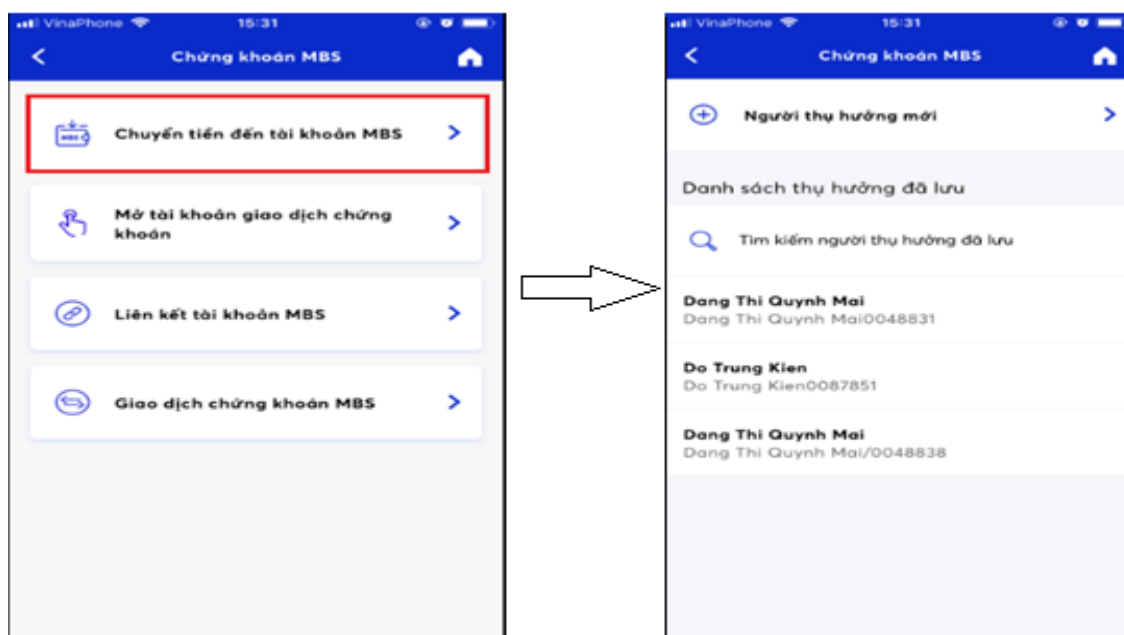 VinaPhone 15:31
Chứng khoán MBS
Chuyển tiền đến tài khoản MBS
Mở tài khoản giao dịch chứng
khoán
Liên kết tài khoản MBS
Giao dịch chứng khoán MBS
VinaPhone 15:31
Chứng khoán MBS
Người thụ hưởng mới
Danh sách thụ hưởng đã lưu
Tìm kiếm người thụ hưởng đã lưu
Dang Thi Quynh Mai
Dang Thi Quynh Mai0048831
Do Trung Kien
Do Trung Kien0087851
Dang Thi Quynh Mai
Dang Thi Quynh Mai/0048838